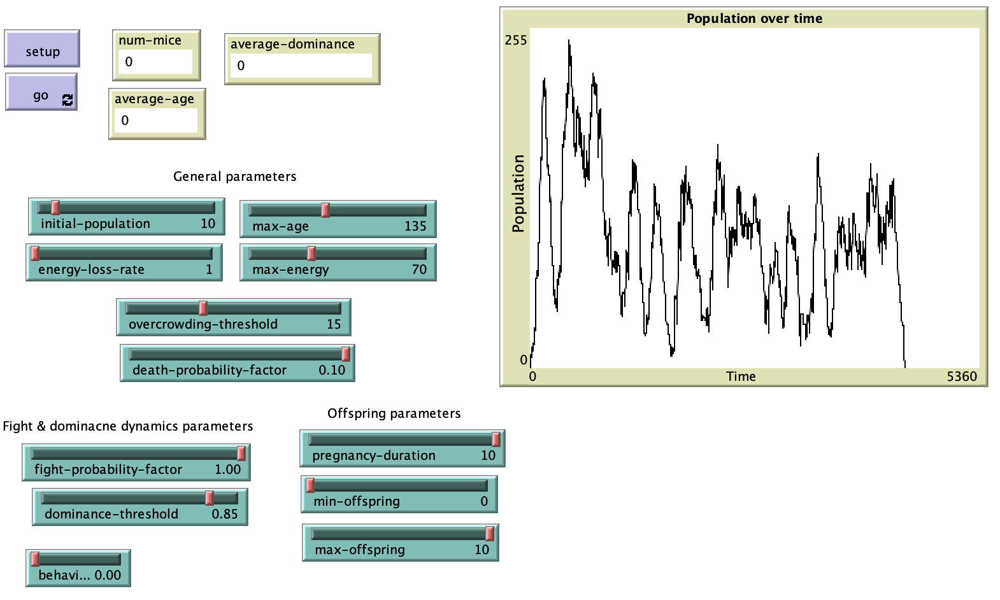 setup
go
num-mice
0
average-dominance
0
average-age
0
General parameters
initial-population 10
max-age 135
energy-loss-rate 1
max-energy 70
overcrowding-threshold 15
death-probability-factor 0.10
Fight & dominacne dynamics parameters
fight-probability-factor 1.00
dominance-threshold 0.85
behavi... 0.00
Offspring parameters
pregnancy-duration 10
min-offspring 0
max-offspring 10
Population over time
255
Population
0
0 Time 5360